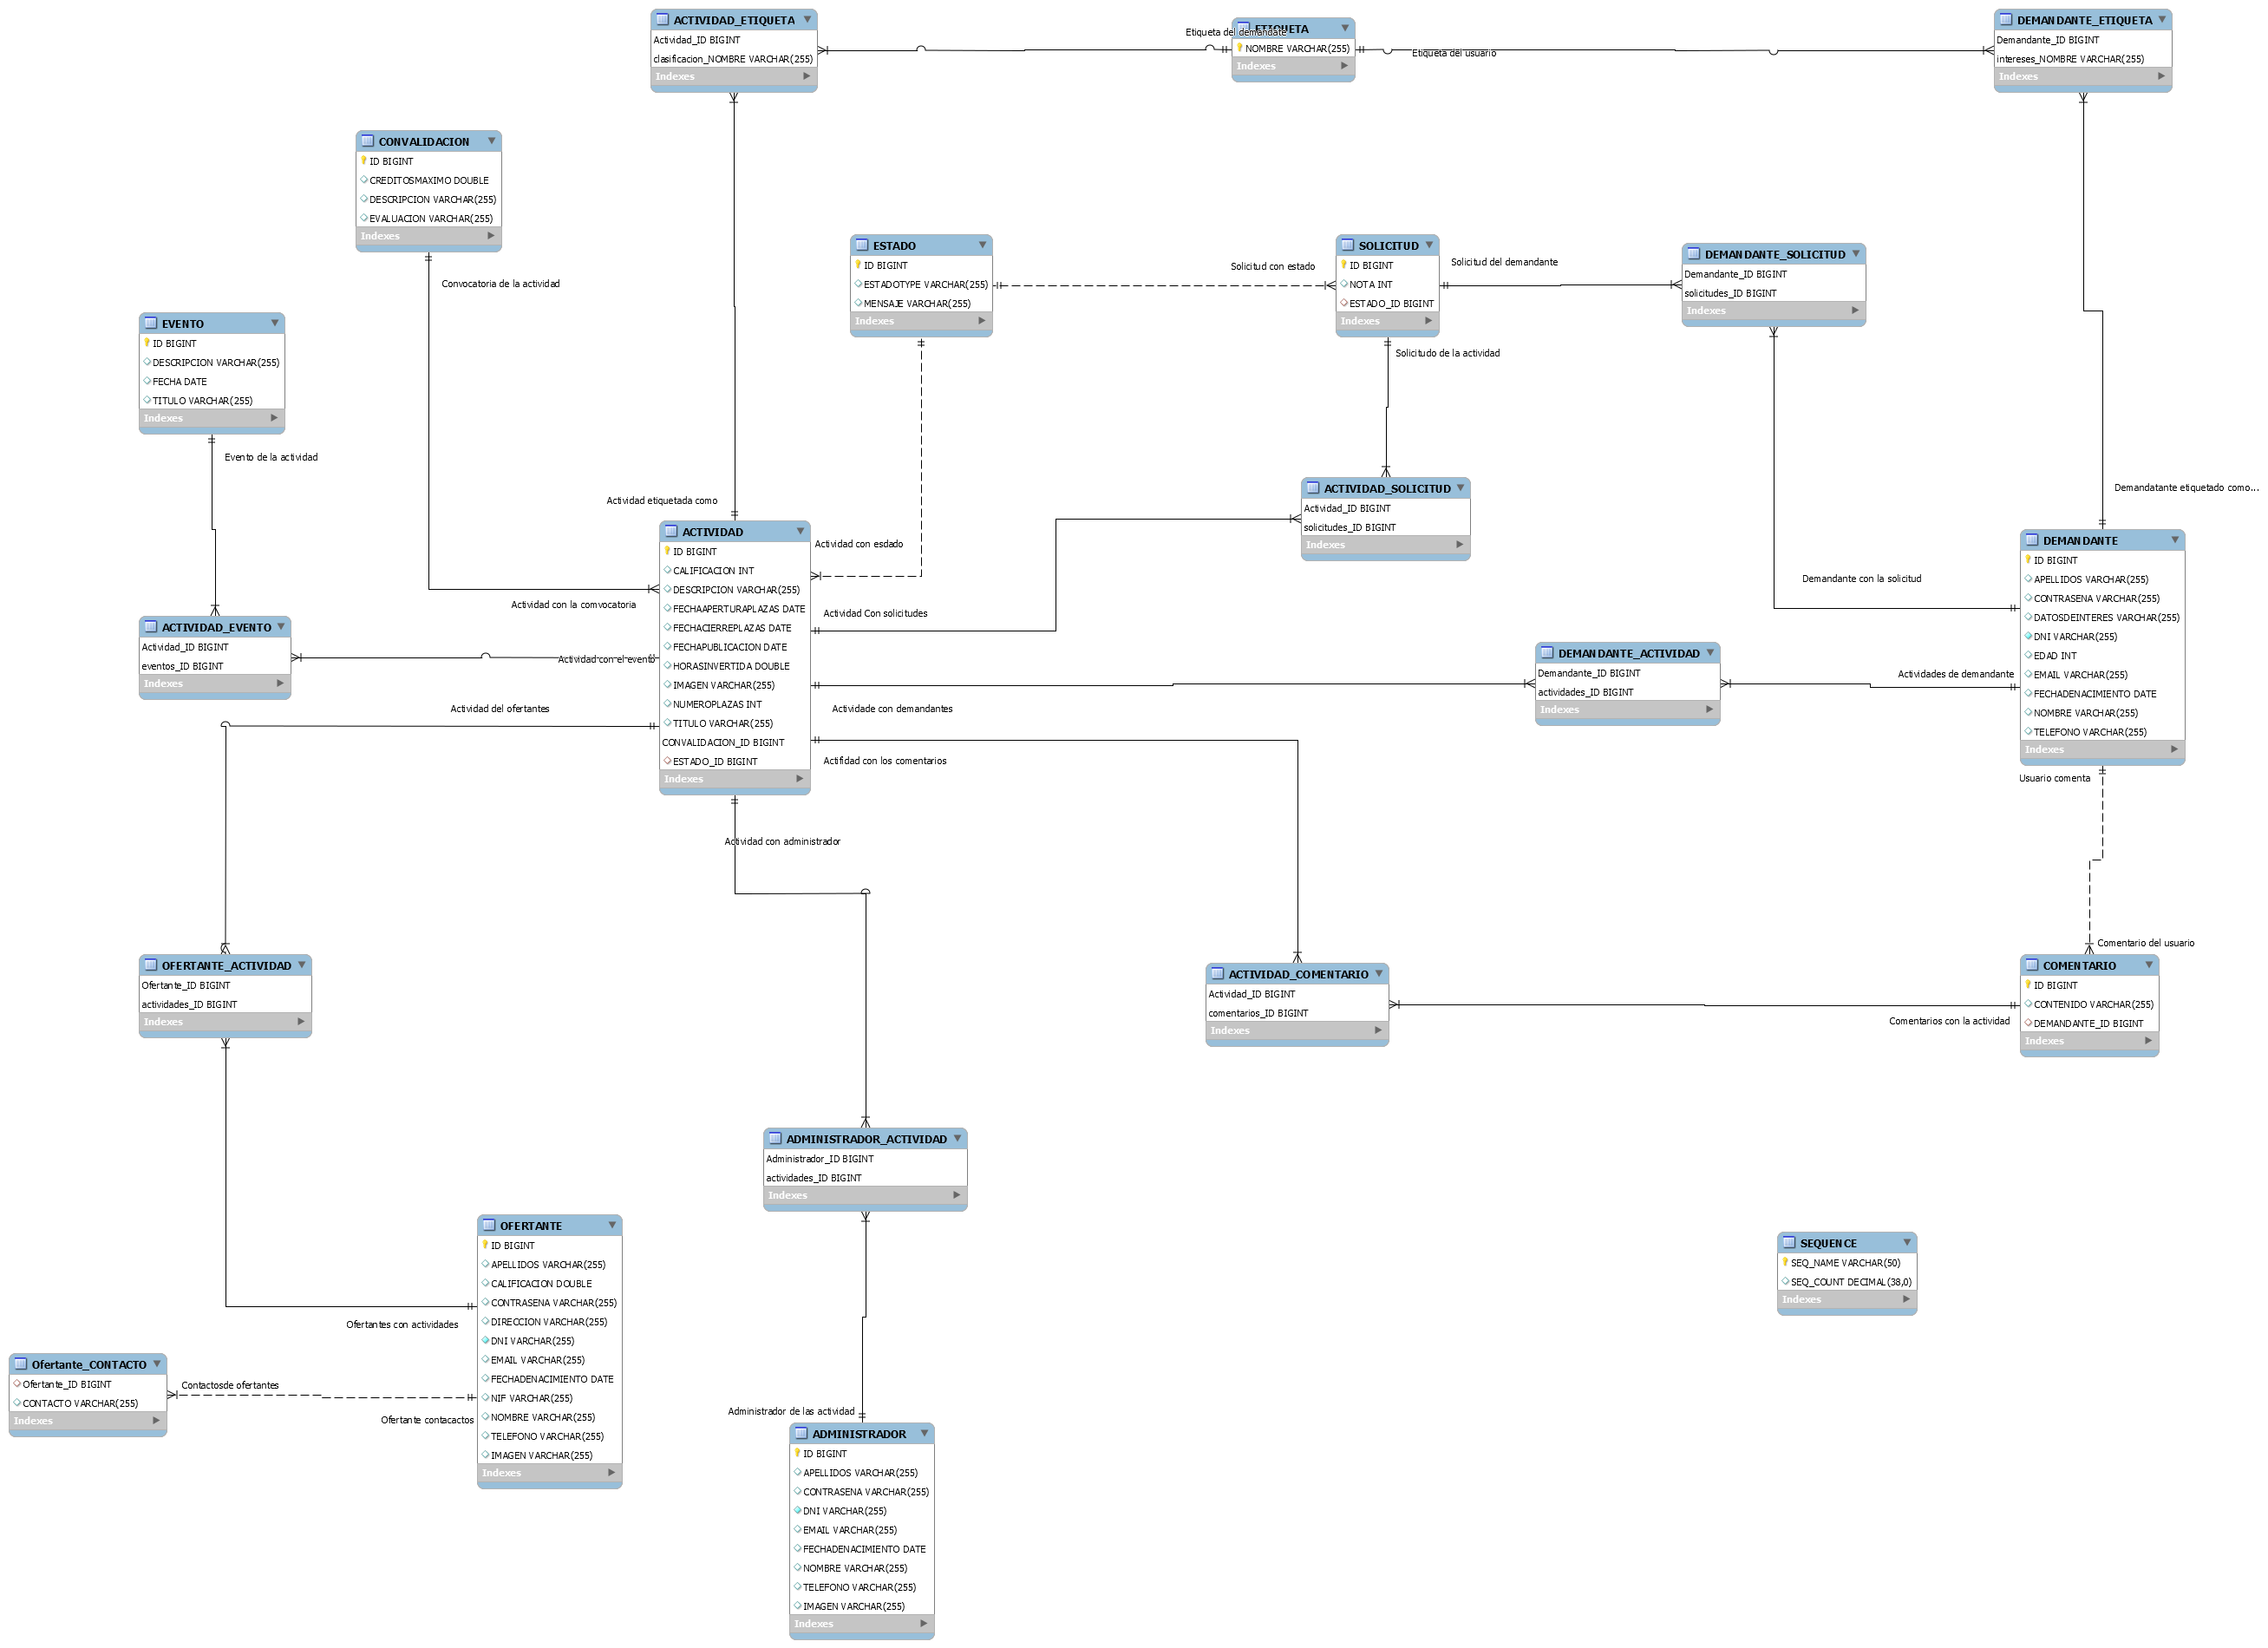 ACTIVIDAD_ETIQUETA
Actividad_ID BIGINT
clasificacion_NOMBRE VARCHAR(255)
Indexes
ETIQUETA
Etiqueta del demandate
NOMBRE VARCHAR(255)
Indexes
Etiqueta del usuario
DEMANDANTE_ETIQUETA
Demandante_ID BIGINT
intereses_NOMBRE VARCHAR(255)
Indexes
CONVALIDACION
ID BIGINT
CREDITOSMAXIMO DOUBLE
DESCRIPCION VARCHAR(255)
EVALUACION VARCHAR(255)
Indexes
Convocatoria de la actividad
ESTADO
ID BIGINT
ESTADOTYPE VARCHAR(255)
MENSAJE VARCHAR(255)
Indexes
Solicitud con estado
SOLICITUD
ID BIGINT
NOTA INT
ESTADO_ID BIGINT
Indexes
Solicitud del demandante
Solicitudo de la actividad
DEMANDANTE_SOLICITUD
Demandante_ID BIGINT
solicitudes_ID BIGINT
Indexes
EVENTO
ID BIGINT
DESCRIPCION VARCHAR(255)
FECHA DATE
TITULO VARCHAR(255)
Indexes
Evento de la actividad
Actividad etiquetada como
ACTIVIDAD_SOLICITUD
Actividad_ID BIGINT
solicitudes_ID BIGINT
Indexes
Demandatante etiquetado como...
ACTIVIDAD
ID BIGINT
CALIFICACION INT
DESCRIPCION VARCHAR(255)
FECHAAPERTURAPLAZAS DATE
FECHACIERREPLAZAS DATE
FECHAPUBLICACION DATE
HORASINVERTIDA DOUBLE
IMAGEN VARCHAR(255)
NUMEROPLAZAS INT
TITULO VARCHAR(255)
CONVALIDACION_ID BIGINT
ESTADO_ID BIGINT
Indexes
Actividad con esdado
Actividad con la comvocatoria
Actividad Con solicitudes
Actividad con el evento
Actividad del ofertantes
Actividade con demandantes
Actifidad con los comentarios
Actividad con administrador
ACTIVIDAD_EVENTO
Actividad_ID BIGINT
eventos_ID BIGINT
Indexes
DEMANDANTE_ACTIVIDAD
Demandante_ID BIGINT
actividades_ID BIGINT
Indexes
Demandante con la solicitud
Actividades de demandante
DEMANDANTE
ID BIGINT
APELLIDOS VARCHAR(255)
CONTRASENA VARCHAR(255)
DATOSDEINTERES VARCHAR(255)
DNI VARCHAR(255)
EDAD INT
EMAIL VARCHAR(255)
FECHADENACIMIENTO DATE
NOMBRE VARCHAR(255)
TELEFONO VARCHAR(255)
Indexes
Usuario comenta
Comentario del usuario
OFERTANTE_ACTIVIDAD
Ofertante_ID BIGINT
actividades_ID BIGINT
Indexes
ACTIVIDAD_COMENTARIO
Actividad_ID BIGINT
comentarios_ID BIGINT
Indexes
Comentarios con la actividad
COMENTARIO
ID BIGINT
CONTENIDO VARCHAR(255)
DEMANDANTE_ID BIGINT
Indexes
ADMINISTRADOR_ACTIVIDAD
Administrador_ID BIGINT
actividades_ID BIGINT
Indexes
OFERTANTE
ID BIGINT
APELLIDOS VARCHAR(255)
CALIFICACION DOUBLE
CONTRASENA VARCHAR(255)
DIRECCION VARCHAR(255)
DNI VARCHAR(255)
EMAIL VARCHAR(255)
FECHADENACIMIENTO DATE
NIF VARCHAR(255)
NOMBRE VARCHAR(255)
TELEFONO VARCHAR(255)
IMAGEN VARCHAR(255)
Indexes
SEQUENCE
SEQ_NAME VARCHAR(50)
SEQ_COUNT DECIMAL(38,0)
Indexes
Ofertantes con actividades
Ofertante_CONTACTO
Ofertante_ID BIGINT
CONTACTO VARCHAR(255)
Indexes
Contactosde ofertantes
Ofertante contacactos
Administrador de las actividad
ADMINISTRADOR
ID BIGINT
APELLIDOS VARCHAR(255)
CONTRASENA VARCHAR(255)
DNI VARCHAR(255)
EMAIL VARCHAR(255)
FECHADENACIMIENTO DATE
NOMBRE VARCHAR(255)
TELEFONO VARCHAR(255)
IMAGEN VARCHAR(255)
Indexes